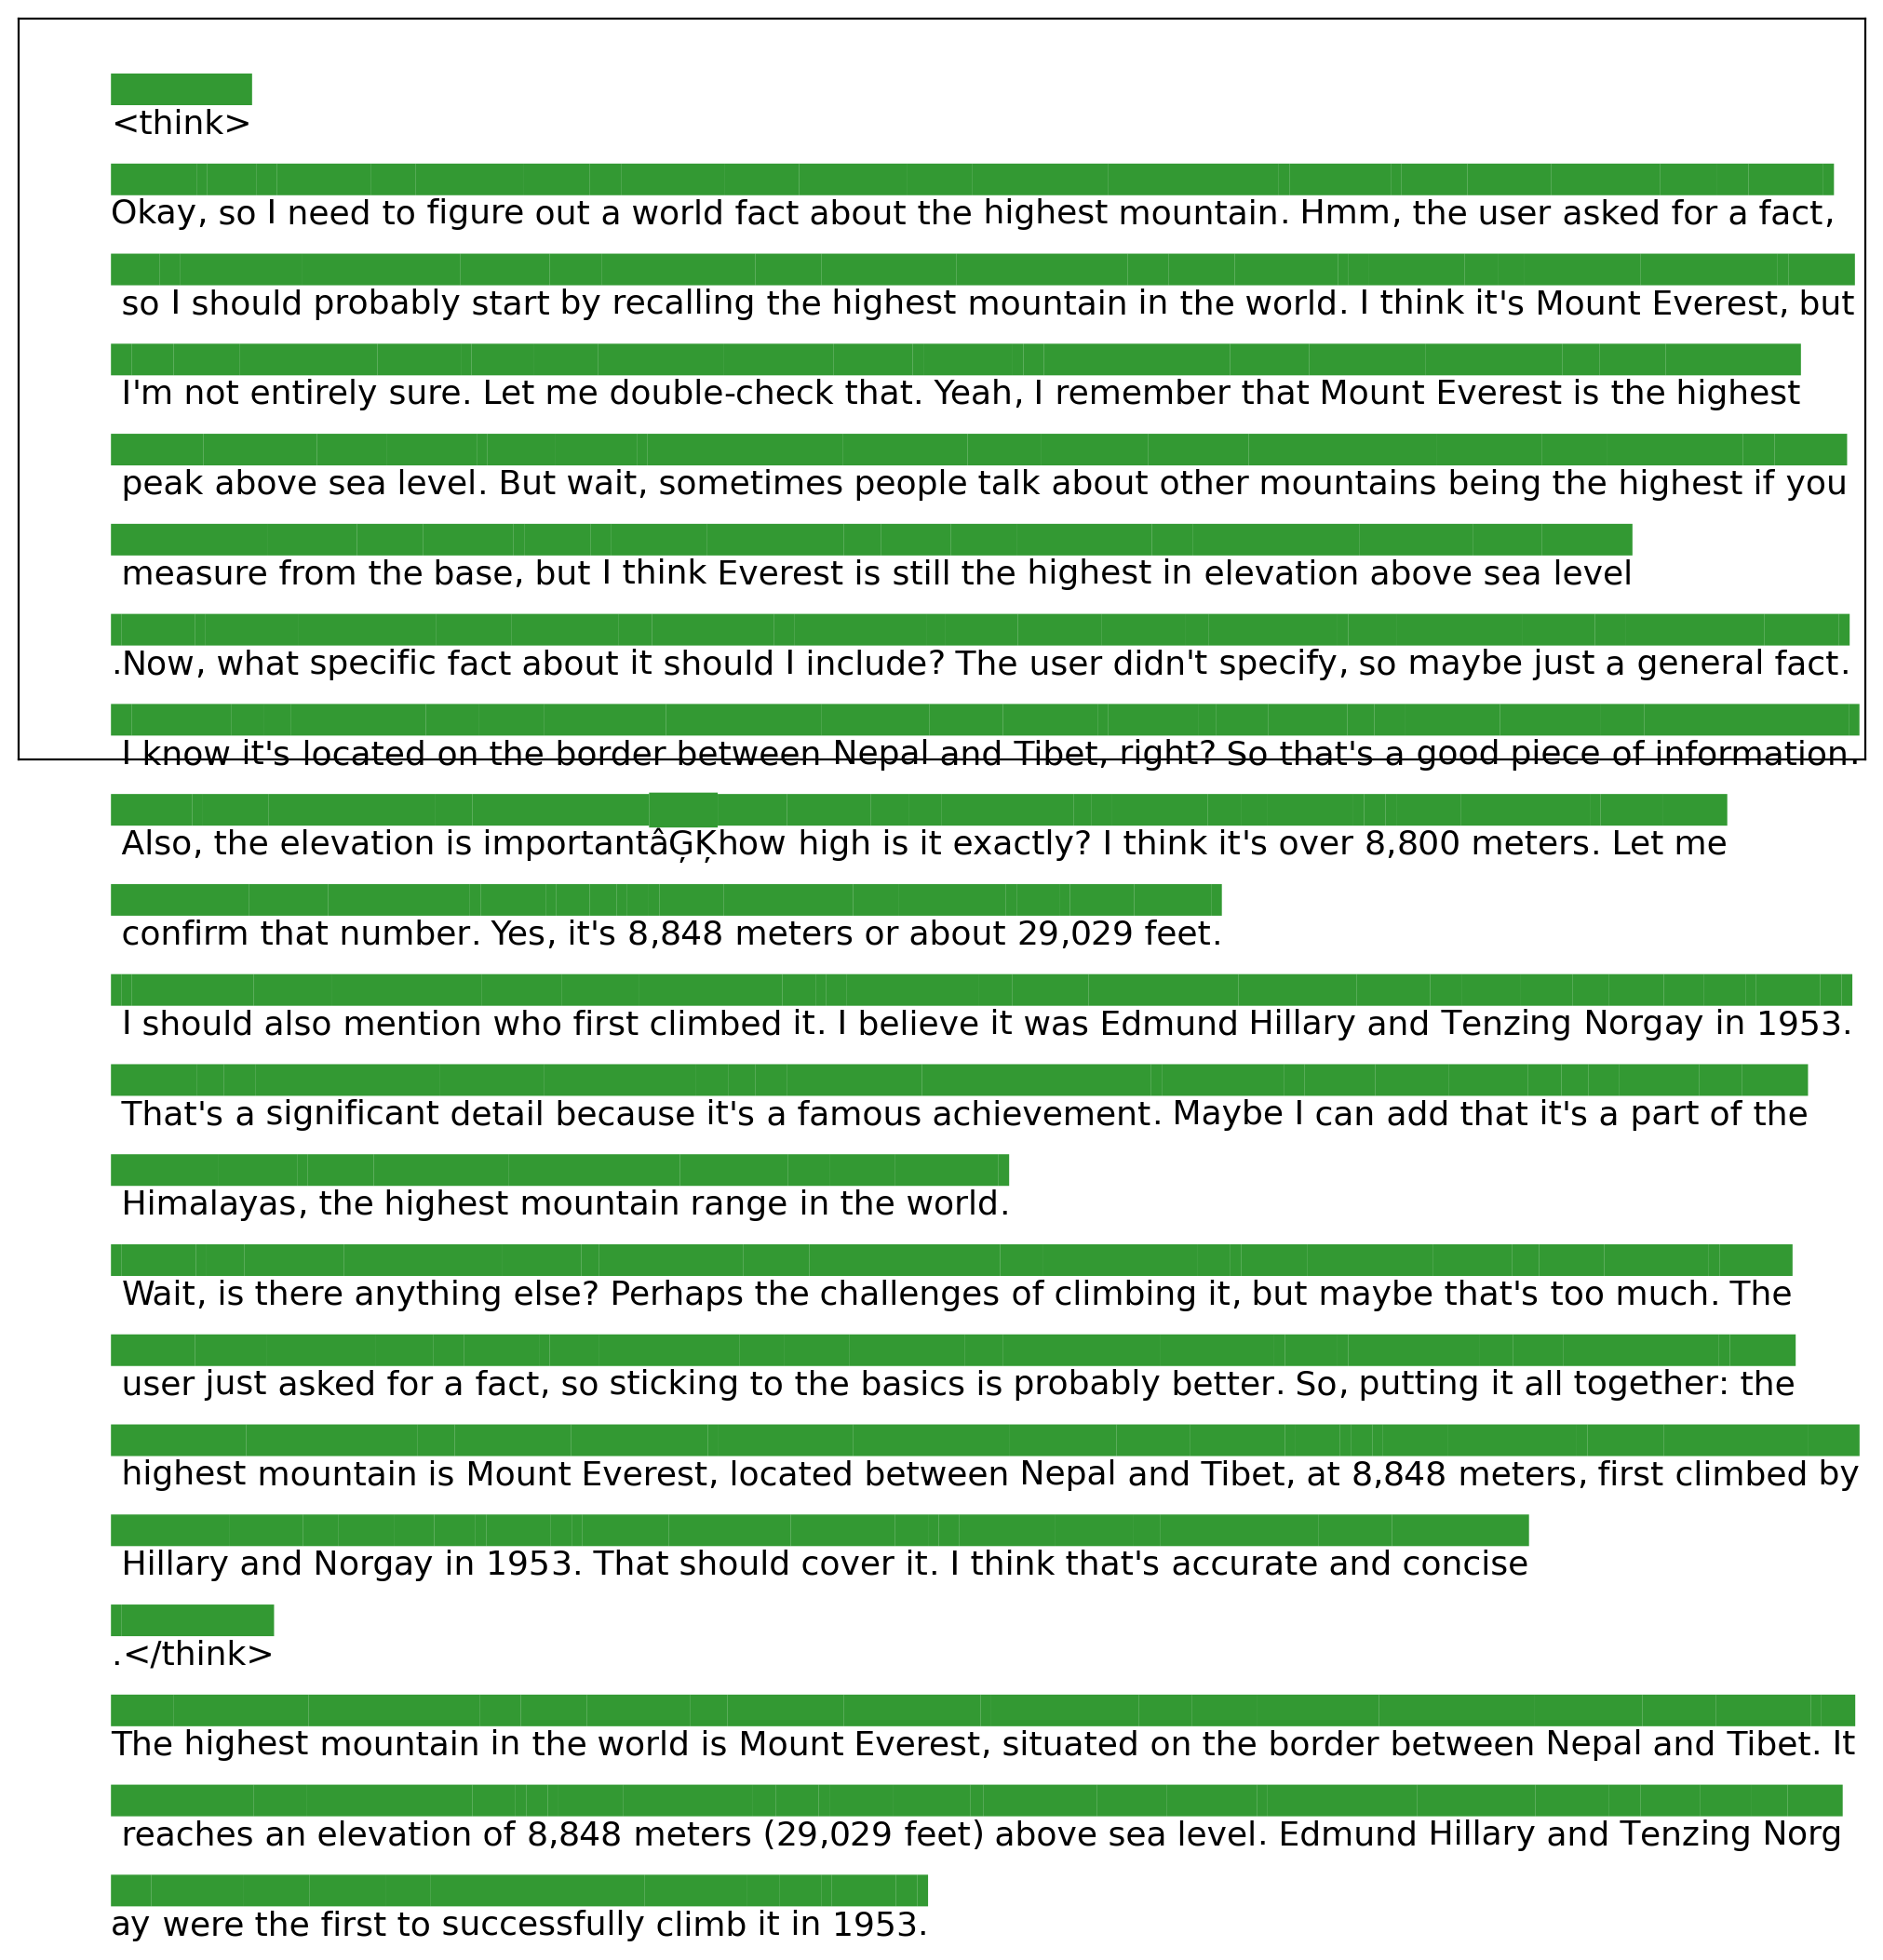 <think>
Okay, so I need to figure out a world fact about the highest mountain. Hmm, the user asked for a fact,
so I should probably start by recalling the highest mountain in the world. I think it's Mount Everest, but
I'm not entirely sure. Let me double-check that. Yeah, I remember that Mount Everest is the highest
peak above sea level. But wait, sometimes people talk about other mountains being the highest if you
measure from the base, but I think Everest is still the highest in elevation above sea level
.Now, what specific fact about it should I include? The user didn't specify, so maybe just a general fact.
I know it's located on the border between Nepal and Tibet, right? So that's a good piece of information.
Also, the elevation is importantâĢĶhow high is it exactly? I think it's over 8,800 meters. Let me
confirm that number. Yes, it's 8,848 meters or about 29,029 feet.
I should also mention who first climbed it. I believe it was Edmund Hillary and Tenzing Norgay in 1953.
That's a significant detail because it's a famous achievement. Maybe I can add that it's a part of the
Himalayas, the highest mountain range in the world.
Wait, is there anything else? Perhaps the challenges of climbing it, but maybe that's too much. The
user just asked for a fact, so sticking to the basics is probably better. So, putting it all together: the
highest mountain is Mount Everest, located between Nepal and Tibet, at 8,848 meters, first climbed by
Hillary and Norgay in 1953. That should cover it. I think that's accurate and concise
.</think>
The highest mountain in the world is Mount Everest, situated on the border between Nepal and Tibet. It
reaches an elevation of 8,848 meters (29,029 feet) above sea level. Edmund Hillary and Tenzing Norg
ay were the first to successfully climb it in 1953.